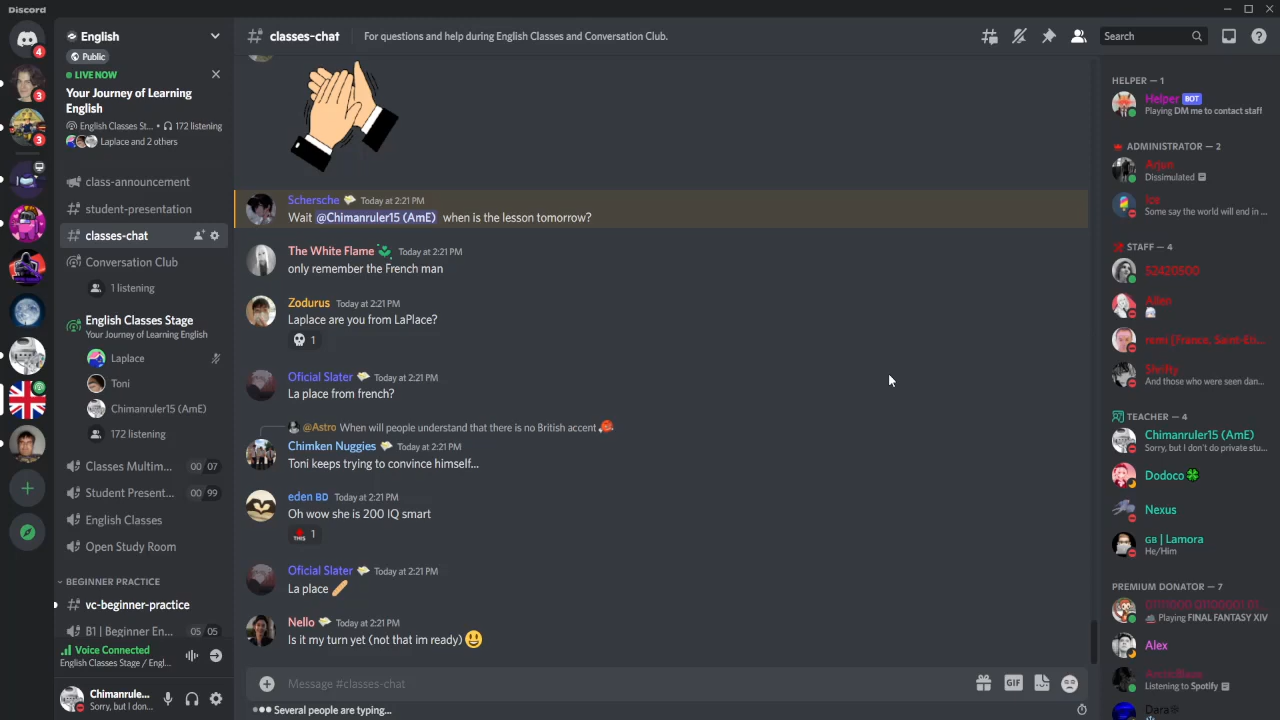 Discord
English
Public
LIVE NOW
Your Journey of Learning
English
English Classes St... • 172 listening
Laplace and 2 others
class-announcement
student-presentation
classes-chat
Conversation Club
1 listening
English Classes Stage
Your Journey of Learning English
Laplace
Toni
Chimanruler15 (AmE)
172 listening
Classes Multim... 00 07
Student Present... 00 99
English Classes
Open Study Room
BEGINNER PRACTICE
vc-beginner-practice
B1 | Beginner En... 05 05
Voice Connected
English Classes Stage / Engl...
Chimanrule...
Sorry, but I don...
4
3
3
classes-chat
For questions and help during English Classes and Conversation Club.
Search
Schersche Today at 2:21 PM
Wait @Chimanruler15 (AmE) when is the lesson tomorrow?
The White Flame Today at 2:21 PM
only remember the French man
Zodurus Today at 2:21 PM
Laplace are you from LaPlace?
1
Oficial Slater Today at 2:21 PM
La place from french?
@Astro When will people understand that there is no British accent
Chimken Nuggies Today at 2:21 PM
Toni keeps trying to convince himself...
eden BD Today at 2:21 PM
Oh wow she is 200 IQ smart
THIS 1
Oficial Slater Today at 2:21 PM
La place
Nello Today at 2:21 PM
Is it my turn yet (not that im ready)
Message #classes-chat
GIF
Several people are typing...
HELPER — 1
Helper BOT
Playing DM me to contact staff
ADMINISTRATOR — 2
Arjun
Dissimulated
Ice
Some say the world will end in ...
STAFF — 4
52420500
Allen
remi [France, Saint-Eti...
Shrifty
And those who were seen dan...
TEACHER — 4
Chimanruler15 (AmE)
Sorry, but I don't do private stu...
Dodoco
Nexus
GB | Lamora
He/Him
PREMIUM DONATOR — 7
01111000 01100001 01
Playing FINAL FANTASY XIV
Alex
Listening to Spotify
Dara